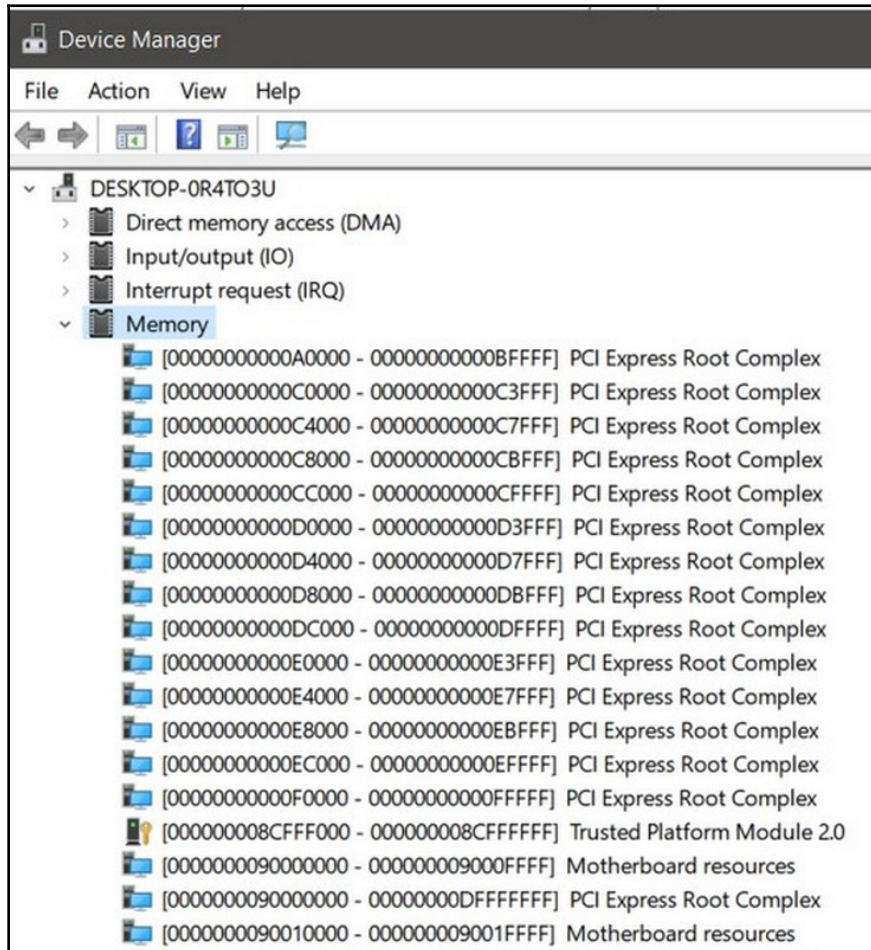 Device Manager
File Action View Help
DESKTOP-0R4TO3U
Direct memory access (DMA)
Input/output (IO)
Interrupt request (IRQ)
Memory
[00000000000A0000 - 00000000000BFFFF] PCI Express Root Complex
[00000000000C0000 - 00000000000C3FFF] PCI Express Root Complex
[00000000000C4000 - 00000000000C7FFF] PCI Express Root Complex
[00000000000C8000 - 00000000000CBFFF] PCI Express Root Complex
[00000000000CC000 - 00000000000CFFFF] PCI Express Root Complex
[00000000000D0000 - 00000000000D3FFF] PCI Express Root Complex
[00000000000D4000 - 00000000000D7FFF] PCI Express Root Complex
[00000000000D8000 - 00000000000DBFFF] PCI Express Root Complex
[00000000000DC000 - 00000000000DFFFF] PCI Express Root Complex
[00000000000E0000 - 00000000000E3FFF] PCI Express Root Complex
[00000000000E4000 - 00000000000E7FFF] PCI Express Root Complex
[00000000000E8000 - 00000000000EBFFF] PCI Express Root Complex
[00000000000EC000 - 00000000000EFFFF] PCI Express Root Complex
[00000000000F0000 - 00000000000FFFFF] PCI Express Root Complex
[000000008CFFF000 - 000000008CFFFFFF] Trusted Platform Module 2.0
[0000000090000000 - 000000009000FFFF] Motherboard resources
[0000000090000000 - 00000000DFFFFFFF] PCI Express Root Complex
[0000000090010000 - 000000009001FFFF] Motherboard resources